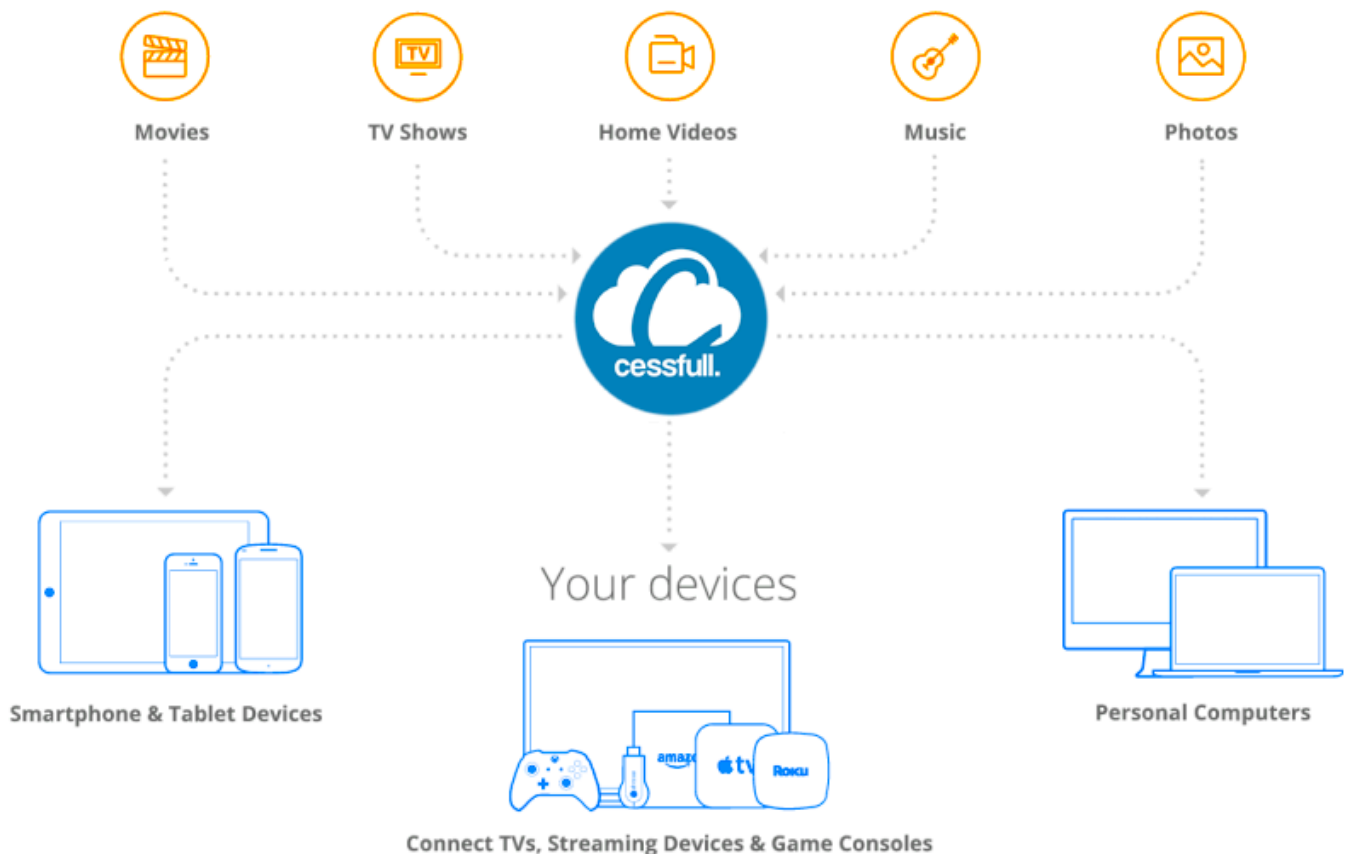 TV
Movies
TV Shows
Home Videos
Music
Photos
cessfull.
Your devices
Smartphone & Tablet Devices
Personal Computers
amazo
tv
ROKU
Connect TVs, Streaming Devices & Game Consoles